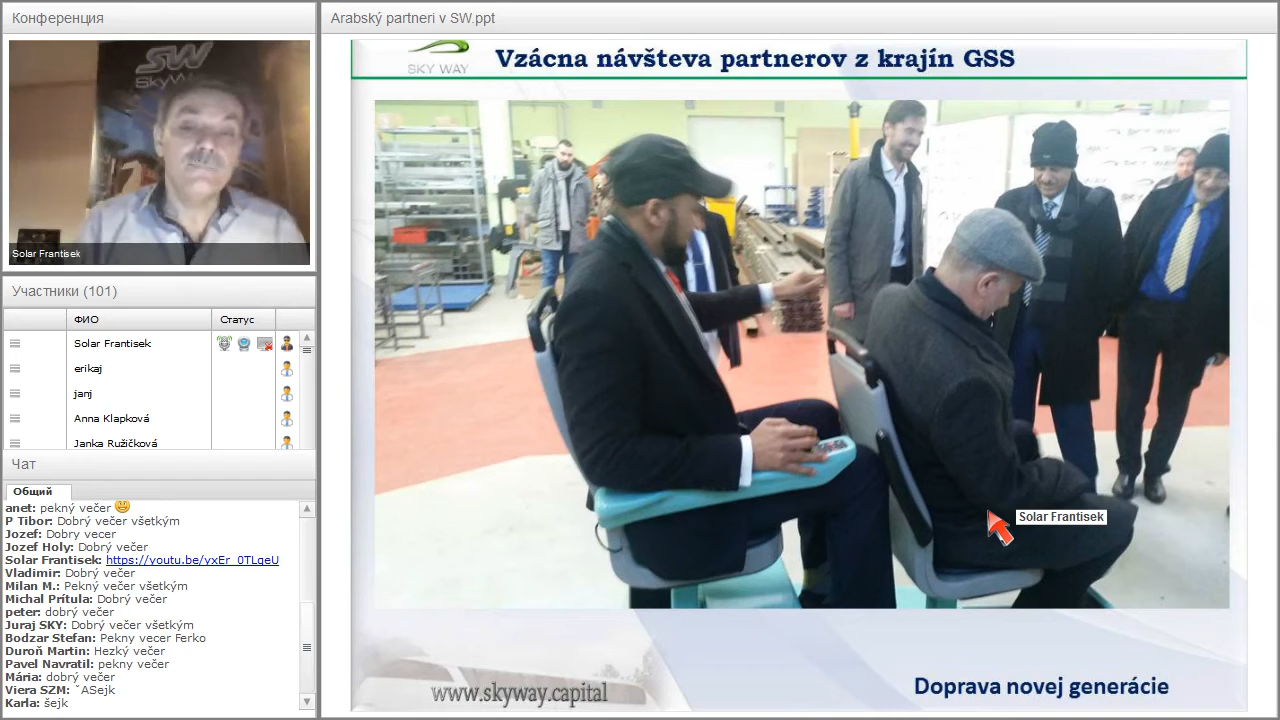 Конференция
SW
SkyW
Solar Frantisek
Участники (101)
ФИО
Статус
Solar Frantisek
erikaj
janj
Anna Klapková
Janka Ružičková
Чат
Общий
anet: pekný večer
P Tibor: Dobrý večer všetkým
Jozef: Dobry vecer
Jozef Holy: Dobrý večer
Solar Frantisek: https://youtu.be/yxEr_0TLgeU
Vladimir: Dobrý večer
Milan M.: Pekný večer všetkým
Michal Prítula: Dobrý večer
peter: dobrý večer
Juraj SKY: Dobrý večer všetkým
Bodzar Stefan: Pekny vecer Ferko
Duroň Martin: Hezký večer
Pavel Navratil: pekny večer
Mária: dobrý večer
Viera SZM: ˇASejk
Karla: šejk
Arabský partneri v SW.ppt
SKY WAY
Vzácna návšteva partnerov z krajín GSS
Solar Frantisek
www.skyway.capital
Doprava novej generácie